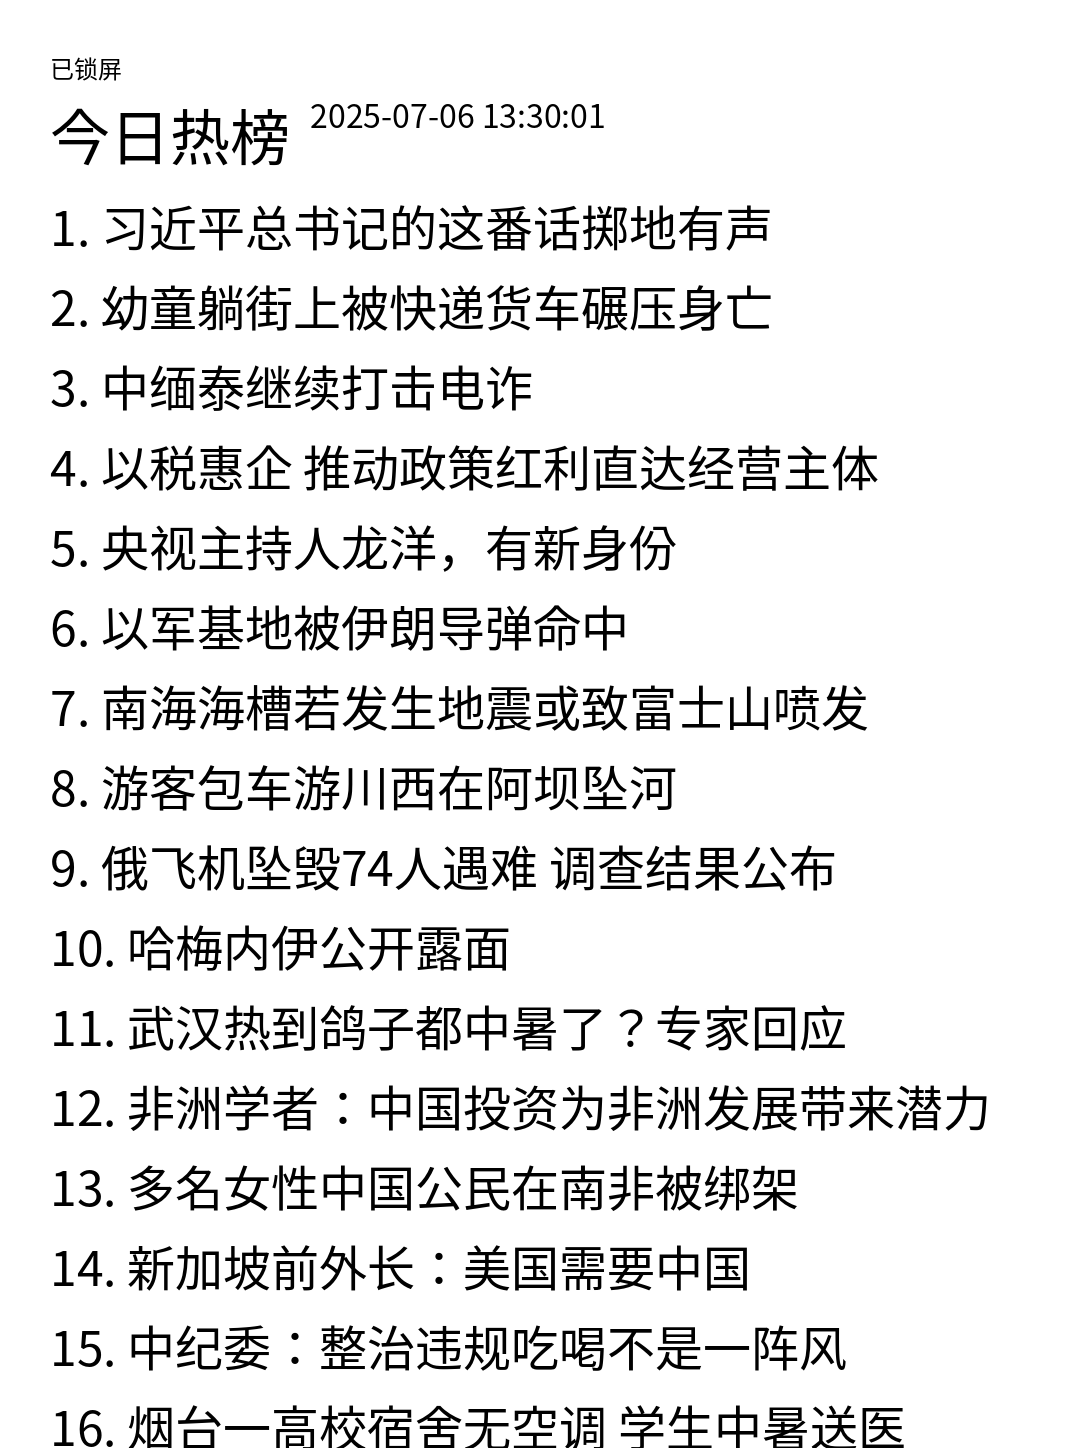 已锁屏
今日热榜 2025-07-06 13:30:01
1. 习近平总书记的这番话掷地有声
2. 幼童躺街上被快递货车碾压身亡
3. 中缅泰继续打击电诈
4. 以税惠企 推动政策红利直达经营主体
5. 央视主持人龙洋，有新身份
6. 以军基地被伊朗导弹命中
7. 南海海槽若发生地震或致富士山喷发
8. 游客包车游川西在阿坝坠河
9. 俄飞机坠毁74人遇难 调查结果公布
10. 哈梅内伊公开露面
11. 武汉热到鸽子都中暑了？专家回应
12. 非洲学者：中国投资为非洲发展带来潜力
13. 多名女性中国公民在南非被绑架
14. 新加坡前外长：美国需要中国
15. 中纪委：整治违规吃喝不是一阵风
16. 烟台一高校宿舍无空调 学生中暑送医